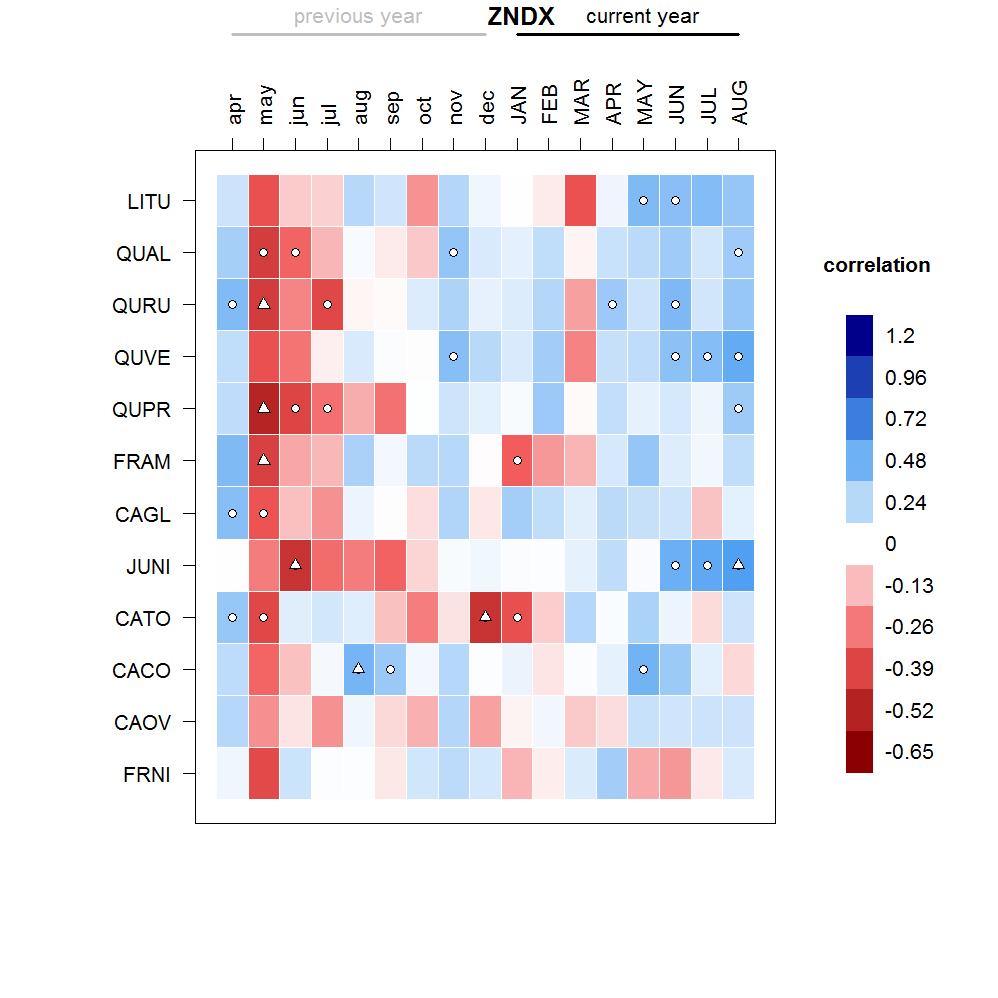 previous year ZNDX current year
apr may jun jul aug sep oct nov dec JAN FEB MAR APR MAY JUN JUL AUG
LITU
QUAL
QURU
QUVE
QUPR
FRAM
CAGL
JUNI
CATO
CACO
CAOV
FRNI
correlation
1.2
0.96
0.72
0.48
0.24
0
-0.13
-0.26
-0.39
-0.52
-0.65